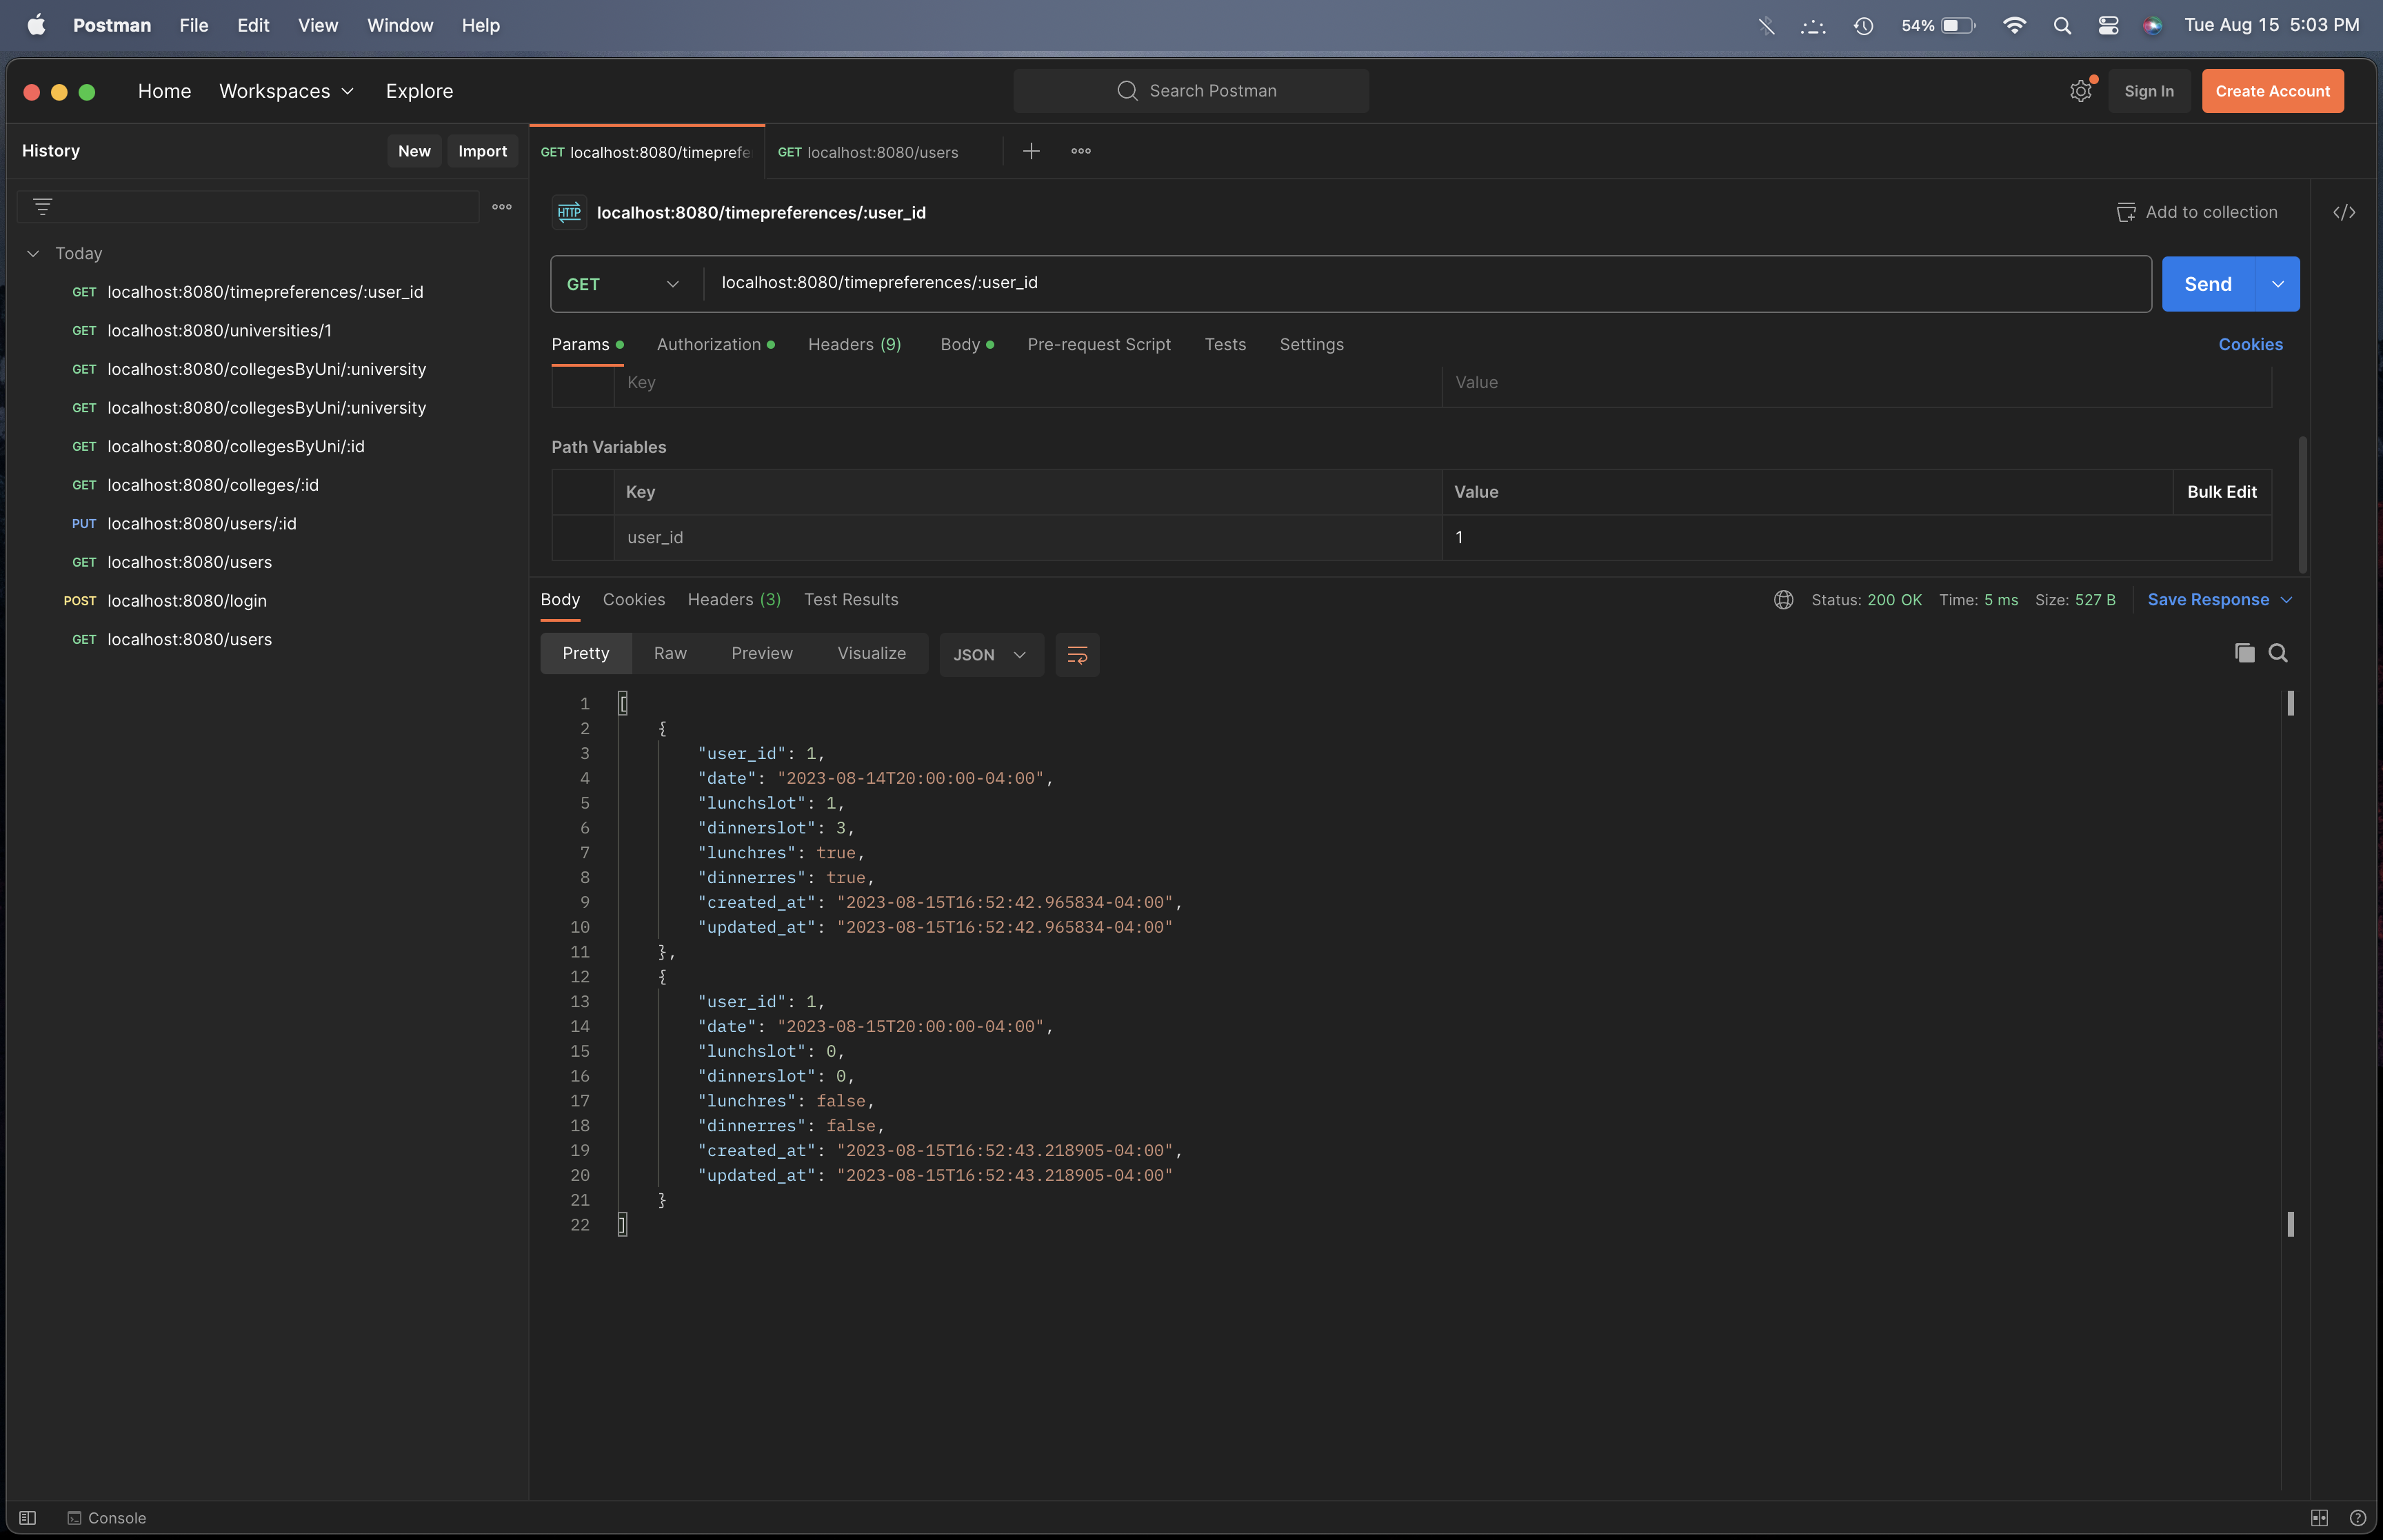 Postman File Edit View Window Help 54% Tue Aug 15 5:03 PM
Home Workspaces Explore Search Postman Sign In Create Account
History New Import
GET localhost:8080/timeprefe GET localhost:8080/users
HTTP localhost:8080/timepreferences/:user_id Add to collection </>
Today
GET localhost:8080/timepreferences/:user_id
GET localhost:8080/universities/1
GET localhost:8080/collegesByUni/:university
GET localhost:8080/collegesByUni/:university
GET localhost:8080/collegesByUni/:id
GET localhost:8080/colleges/:id
PUT localhost:8080/users/:id
GET localhost:8080/users
POST localhost:8080/login
GET localhost:8080/users
GET localhost:8080/timepreferences/:user_id Send
Params Authorization Headers (9) Body Pre-request Script Tests Settings Cookies
Key Value
Path Variables
Key Value Bulk Edit
user_id 1
Body Cookies Headers (3) Test Results Status: 200 OK Time: 5 ms Size: 527 B Save Response
Pretty Raw Preview Visualize JSON
1 [
2 {
3 "user_id": 1,
4 "date": "2023-08-14T20:00:00-04:00",
5 "lunchslot": 1,
6 "dinnerslot": 3,
7 "lunchres": true,
8 "dinnerres": true,
9 "created_at": "2023-08-15T16:52:42.965834-04:00",
10 "updated_at": "2023-08-15T16:52:42.965834-04:00"
11 },
12 {
13 "user_id": 1,
14 "date": "2023-08-15T20:00:00-04:00",
15 "lunchslot": 0,
16 "dinnerslot": 0,
17 "lunchres": false,
18 "dinnerres": false,
19 "created_at": "2023-08-15T16:52:43.218905-04:00",
20 "updated_at": "2023-08-15T16:52:43.218905-04:00"
21 }
22 ]
Console